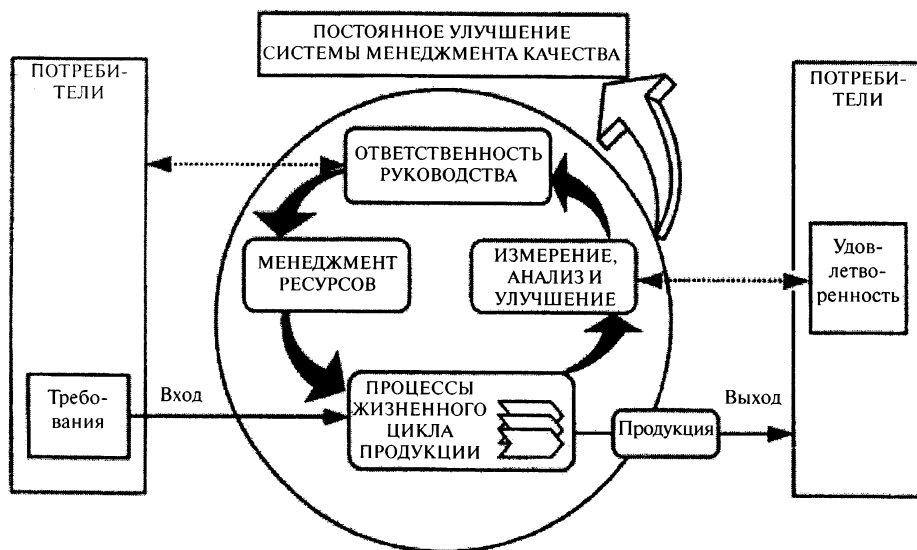 ПОСТОЯННОЕ УЛУЧШЕНИЕ
СИСТЕМЫ МЕНЕДЖМЕНТА КАЧЕСТВА
ПОТРЕБИ-
ТЕЛИ
ПОТРЕБИ-
ТЕЛИ
ОТВЕТСТВЕННОСТЬ
РУКОВОДСТВА
МЕНЕДЖМЕНТ
РЕСУРСОВ
ИЗМЕРЕНИЕ,
АНАЛИЗ И
УЛУЧШЕНИЕ
Удов-
летво-
ренность
Требо-
вания
Вход
ПРОЦЕССЫ
ЖИЗНЕННОГО
ЦИКЛА
ПРОДУКЦИИ
Продукция
Выход